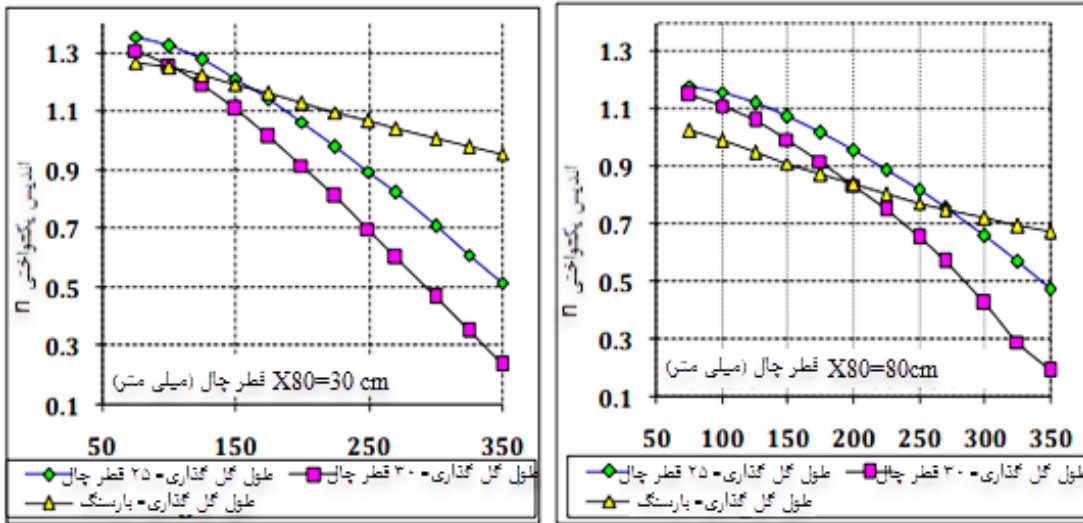 1.3
1.1
0.9
0.7
0.5
0.3
0.1
اندیس یکنواختی n
قطر چال (میلی متر) X80=30 cm
50 150 250 350
طول گل گذاری- ۲۵ قطر چال
طول گل گذاری- ۳۰ قطر چال
طول گل گذاری- بارسنگ
1.3
1.1
0.9
0.7
0.5
0.3
0.1
اندیس یکنواختی n
قطر چال (میلی متر) X80=80cm
50 100 150 200 250 300 350
طول گل گذاری- ۲۵ قطر چال
طول گل گذاری- ۳۰ قطر چال
طول گل گذاری- بارسنگ